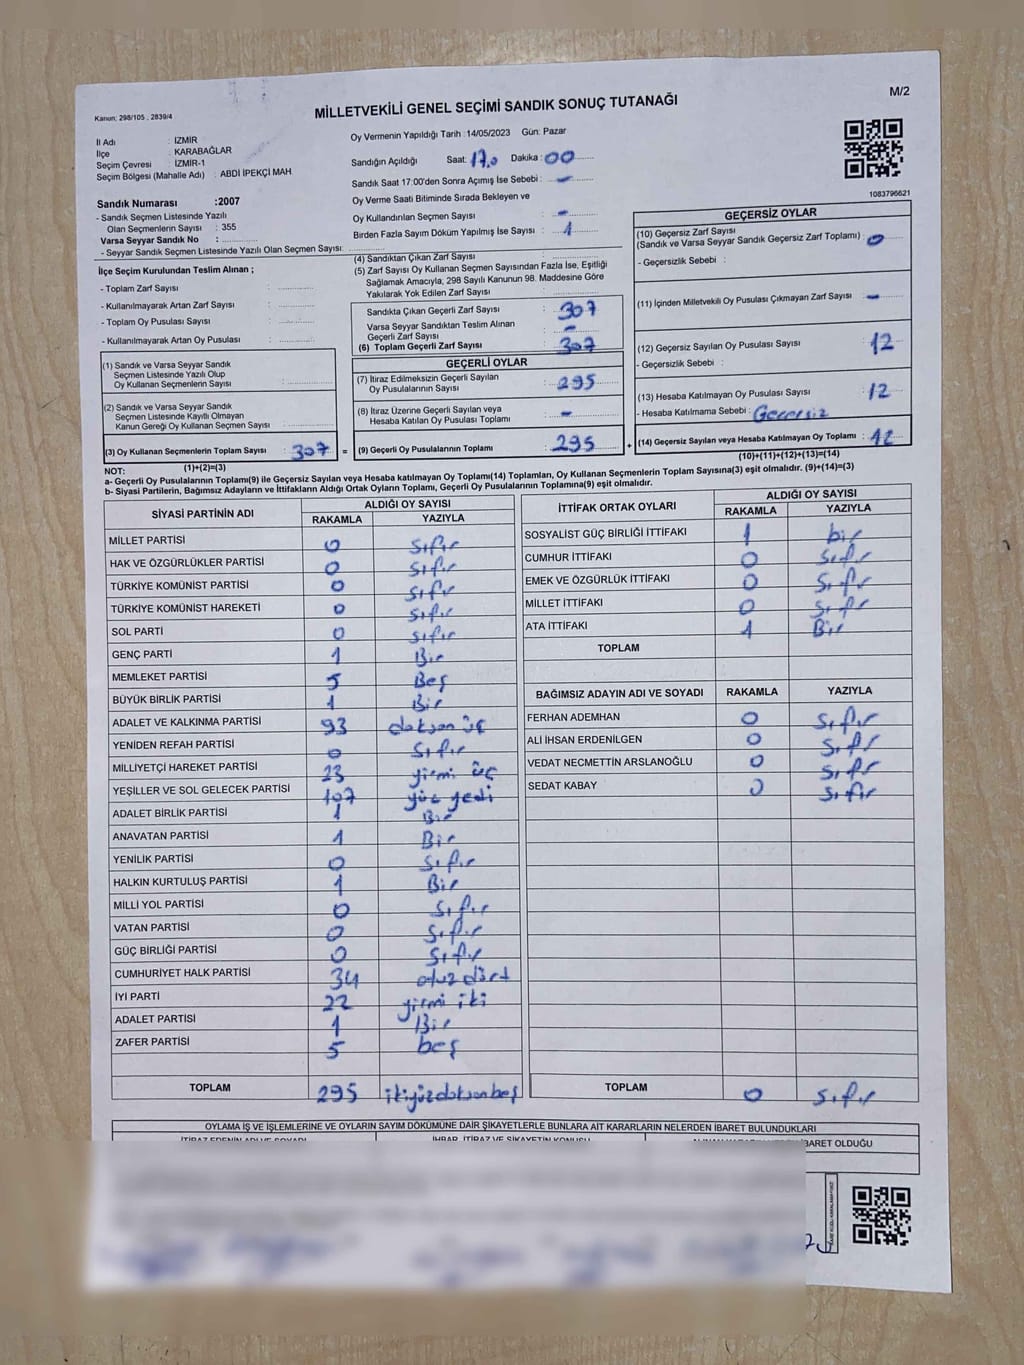 M/2
Kanun: 298/105 , 2839/4
MİLLETVEKİLİ GENEL SEÇİMİ SANDIK SONUÇ TUTANAĞI
İl Adı : İZMİR
İlçe : KARABAĞLAR
Seçim Çevresi : İZMİR-1
Seçim Bölgesi (Mahalle Adı) : ABDİ İPEKÇİ MAH
Sandık Numarası :2007
- Sandık Seçmen Listesinde Yazılı
Olan Seçmenlerin Sayısı : 355
Varsa Seyyar Sandık No :
- Seyyar Sandık Seçmen Listesinde Yazılı Olan Seçmen Sayısı:
Oy Vermenin Yapıldığı Tarih :14/05/2023 Gün: Pazar
Sandığın Açıldığı Saat: 17.0 Dakika : 00
Sandık Saat 17:00'den Sonra Açımış İse Sebebi : -
Oy Verme Saati Bitiminde Sırada Bekleyen ve
Oy Kullandırılan Seçmen Sayısı : -
Birden Fazla Sayım Döküm Yapılmış İse Sayısı : 1
1083796621
İlçe Seçim Kurulundan Teslim Alınan ;
- Toplam Zarf Sayısı :
- Kullanılmayarak Artan Zarf Sayısı :
- Toplam Oy Pusulası Sayısı :
- Kullanılmayarak Artan Oy Pusulası :
(4) Sandıktan Çıkan Zarf Sayısı :
(5) Zarf Sayısı Oy Kullanan Seçmen Sayısından Fazla İse, Eşitliği
Sağlamak Amacıyla, 298 Sayılı Kanunun 98. Maddesine Göre
Yakılarak Yok Edilen Zarf Sayısı :
Sandıkta Çıkan Geçerli Zarf Sayısı : 307
Varsa Seyyar Sandıktan Teslim Alınan
Geçerli Zarf Sayısı : -
(6) Toplam Geçerli Zarf Sayısı : 307
GEÇERSİZ OYLAR
(10) Geçersiz Zarf Sayısı
(Sandık ve Varsa Seyyar Sandık Geçersiz Zarf Toplamı) : 0
- Geçersizlik Sebebi :
(11) İçinden Milletvekili Oy Pusulası Çıkmayan Zarf Sayısı : -
(12) Geçersiz Sayılan Oy Pusulası Sayısı : 12
- Geçersizlik Sebebi :
(13) Hesaba Katılmayan Oy Pusulası Sayısı : 12
- Hesaba Katılmama Sebebi : Geçersiz
(14) Geçersiz Sayılan veya Hesaba Katılmayan Oy Toplamı : 12
(10)+(11)+(12)+(13)=(14)
(1) Sandık ve Varsa Seyyar Sandık
Seçmen Listesinde Yazılı Olup
Oy Kullanan Seçmenlerin Sayısı :
(2) Sandık ve Varsa Seyyar Sandık
Seçmen Listesinde Kayıtlı Olmayan
Kanun Gereği Oy Kullanan Seçmen Sayısı :
(3) Oy Kullanan Seçmenlerin Toplam Sayısı : 307 =
(1)+(2)=(3)
GEÇERLİ OYLAR
(7) İtiraz Edilmeksizin Geçerli Sayılan
Oy Pusulalarının Sayısı : 295
(8) İtiraz Üzerine Geçerli Sayılan veya
Hesaba Katılan Oy Pusulası Toplamı : -
(9) Geçerli Oy Pusulalarının Toplamı : 295 +
NOT:
a- Geçerli Oy Pusulalarının Toplamı(9) ile Geçersiz Sayılan veya Hesaba katılmayan Oy Toplamı(14) Toplamları, Oy Kullanan Seçmenlerin Toplam Sayısına(3) eşit olmalıdır. (9)+(14)=(3)
b- Siyasi Partilerin, Bağımsız Adayların ve İttifakların Aldığı Ortak Oyların Toplamı, Geçerli Oy Pusulalarının Toplamına(9) eşit olmalıdır.
SİYASİ PARTİNİN ADI ALDIĞI OY SAYISI
RAKAMLA YAZIYLA
MİLLET PARTİSİ 0 Sıfır
HAK VE ÖZGÜRLÜKLER PARTİSİ 0 Sıfır
TÜRKİYE KOMÜNİST PARTİSİ 0 Sıfır
TÜRKİYE KOMÜNİST HAREKETİ 0 Sıfır
SOL PARTİ 0 Sıfır
GENÇ PARTİ 1 Bir
MEMLEKET PARTİSİ 5 Beş
BÜYÜK BİRLİK PARTİSİ 1 Bir
ADALET VE KALKINMA PARTİSİ 93 doksan üç
YENİDEN REFAH PARTİSİ 0 Sıfır
MİLLİYETÇİ HAREKET PARTİSİ 23 yirmi üç
YEŞİLLER VE SOL GELECEK PARTİSİ 107 yüz yedi
ADALET BİRLİK PARTİSİ 1 Bir
ANAVATAN PARTİSİ 1 Bir
YENİLİK PARTİSİ 0 Sıfır
HALKIN KURTULUŞ PARTİSİ 1 Bir
MİLLİ YOL PARTİSİ 0 Sıfır
VATAN PARTİSİ 0 Sıfır
GÜÇ BİRLİĞİ PARTİSİ 0 Sıfır
CUMHURİYET HALK PARTİSİ 34 otuz dört
İYİ PARTİ 22 yirmi iki
ADALET PARTİSİ 1 Bir
ZAFER PARTİSİ 5 beş
TOPLAM 295 ikiyüzdoksanbeş
İTTİFAK ORTAK OYLARI ALDIĞI OY SAYISI
RAKAMLA YAZIYLA
SOSYALİST GÜÇ BİRLİĞİ İTTİFAKI 1 bir
CUMHUR İTTİFAKI 0 Sıfır
EMEK VE ÖZGÜRLÜK İTTİFAKI 0 Sıfır
MİLLET İTTİFAKI 0 Sıfır
ATA İTTİFAKI 1 Bir
TOPLAM
BAĞIMSIZ ADAYIN ADI VE SOYADI RAKAMLA YAZIYLA
FERHAN ADEMHAN 0 Sıfır
ALİ İHSAN ERDENİLGEN 0 Sıfır
VEDAT NECMETTİN ARSLANOĞLU 0 Sıfır
SEDAT KABAY 0 Sıfır
TOPLAM 0 Sıfır
OYLAMA İŞ VE İŞLEMLERİNE VE OYLARIN SAYIM DÖKÜMÜNE DAİR ŞİKAYETLERLE BUNLARA AİT KARARLARIN NELERDEN İBARET BULUNDUKLARI
İTİRAZ EDENİN ADI VE SOYADI İHBAR, İTİRAZ VE ŞİKAYETİN KONUSU İBARET OLDUĞU